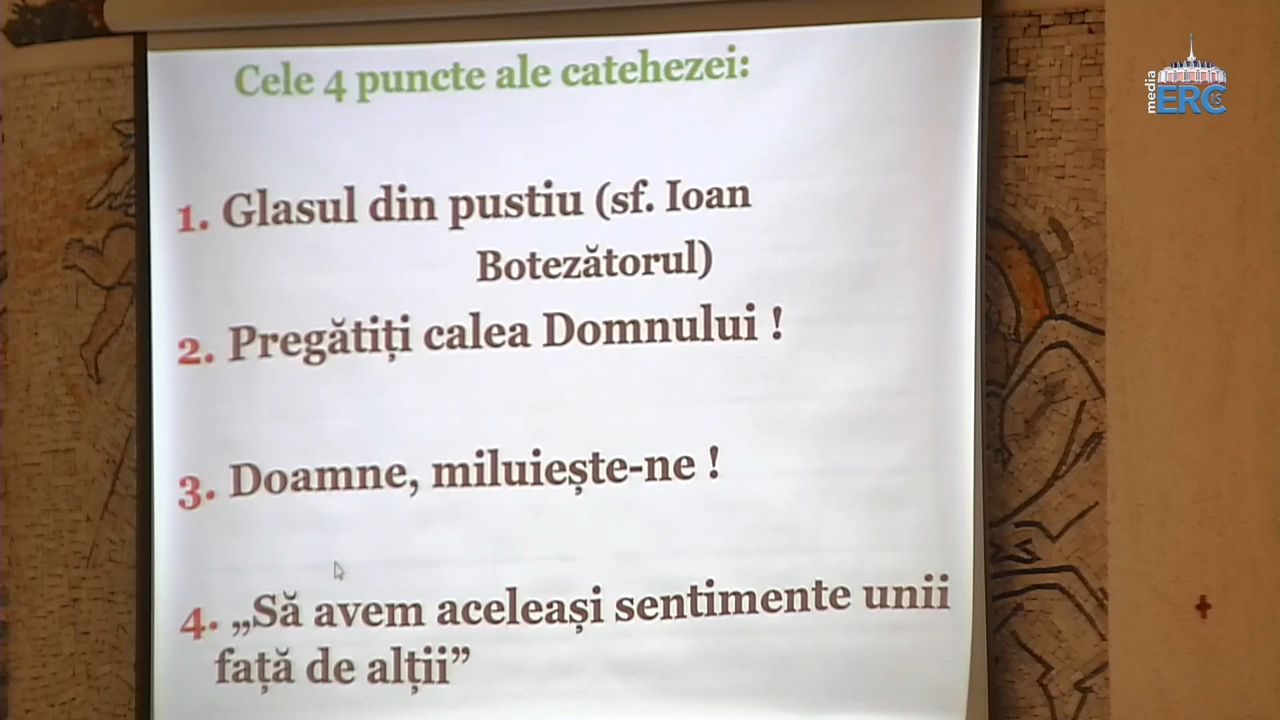 Cele 4 puncte ale catehezei:
1. Glasul din pustiu (sf. Ioan
Botezătorul)
2. Pregătiți calea Domnului !
3. Doamne, miluiește-ne !
4. „Să avem aceleași sentimente unii
față de alții”
media
ERC